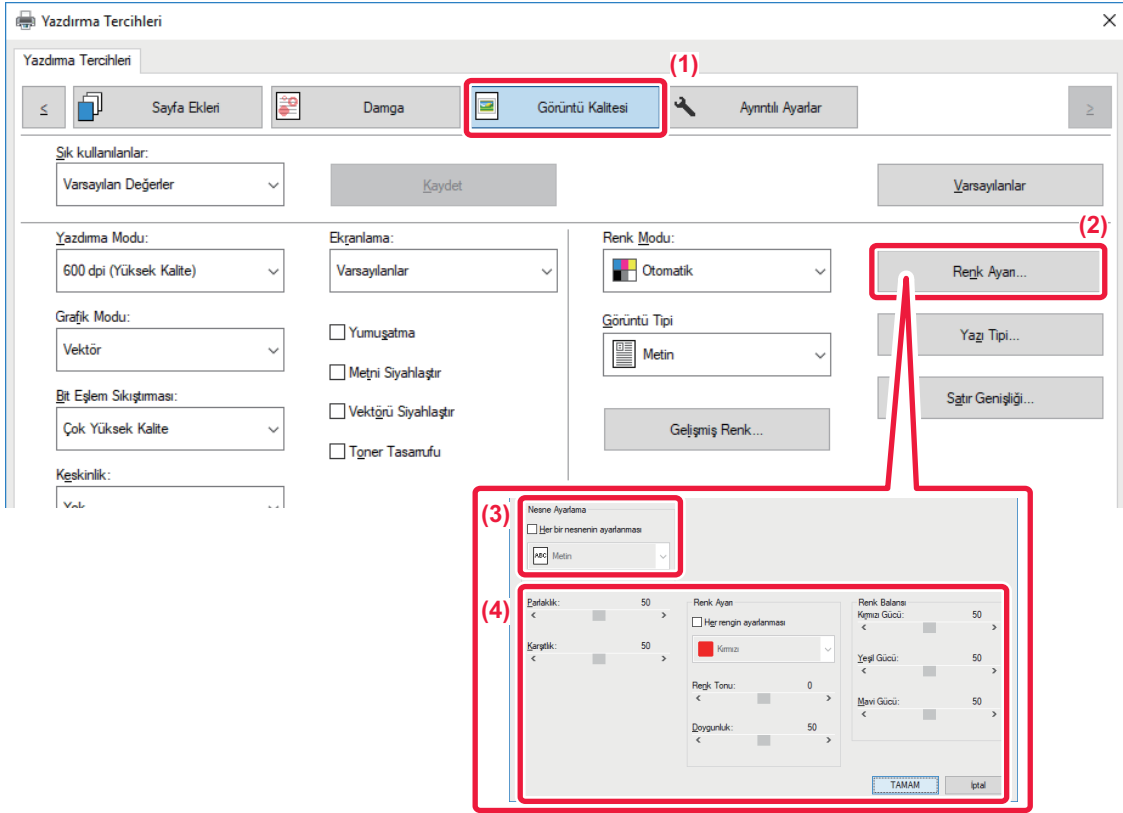 Yazdırma Tercihleri
Yazdırma Tercihleri
(1)
< Sayfa Ekleri Damga Görüntü Kalitesi Ayrıntılı Ayarlar >
Sık kullanılanlar:
Varsayılan Değerler Kaydet Varsayılanlar
(2)
Yazdırma Modu: Ekranlama: Renk Modu:
600 dpi (Yüksek Kalite) Varsayılanlar Otomatik Renk Ayarı...
Grafik Modu: Görüntü Tipi
Vektör Yumuşatma Metin Yazı Tipi...
Metni Siyahlaştır
Bit Eşlem Sıkıştırması: Satır Genişliği...
Çok Yüksek Kalite Vektörü Siyahlaştır Gelişmiş Renk...
Toner Tasarrufu
Keskinlik:
Yok
(3)
Nesne Ayarlama
Her bir nesnenin ayarlanması
ABC Metin
(4)
Parlaklık: 50 Renk Ayarı Renk Balansı
< > Her rengin ayarlanması Kırmızı Gücü: 50
< >
Karşıtlık: 50 Kırmızı Yeşil Gücü: 50
< > < >
Renk Tonu: 0 Mavi Gücü: 50
< > < >
Doygunluk: 50
< >
TAMAM İptal